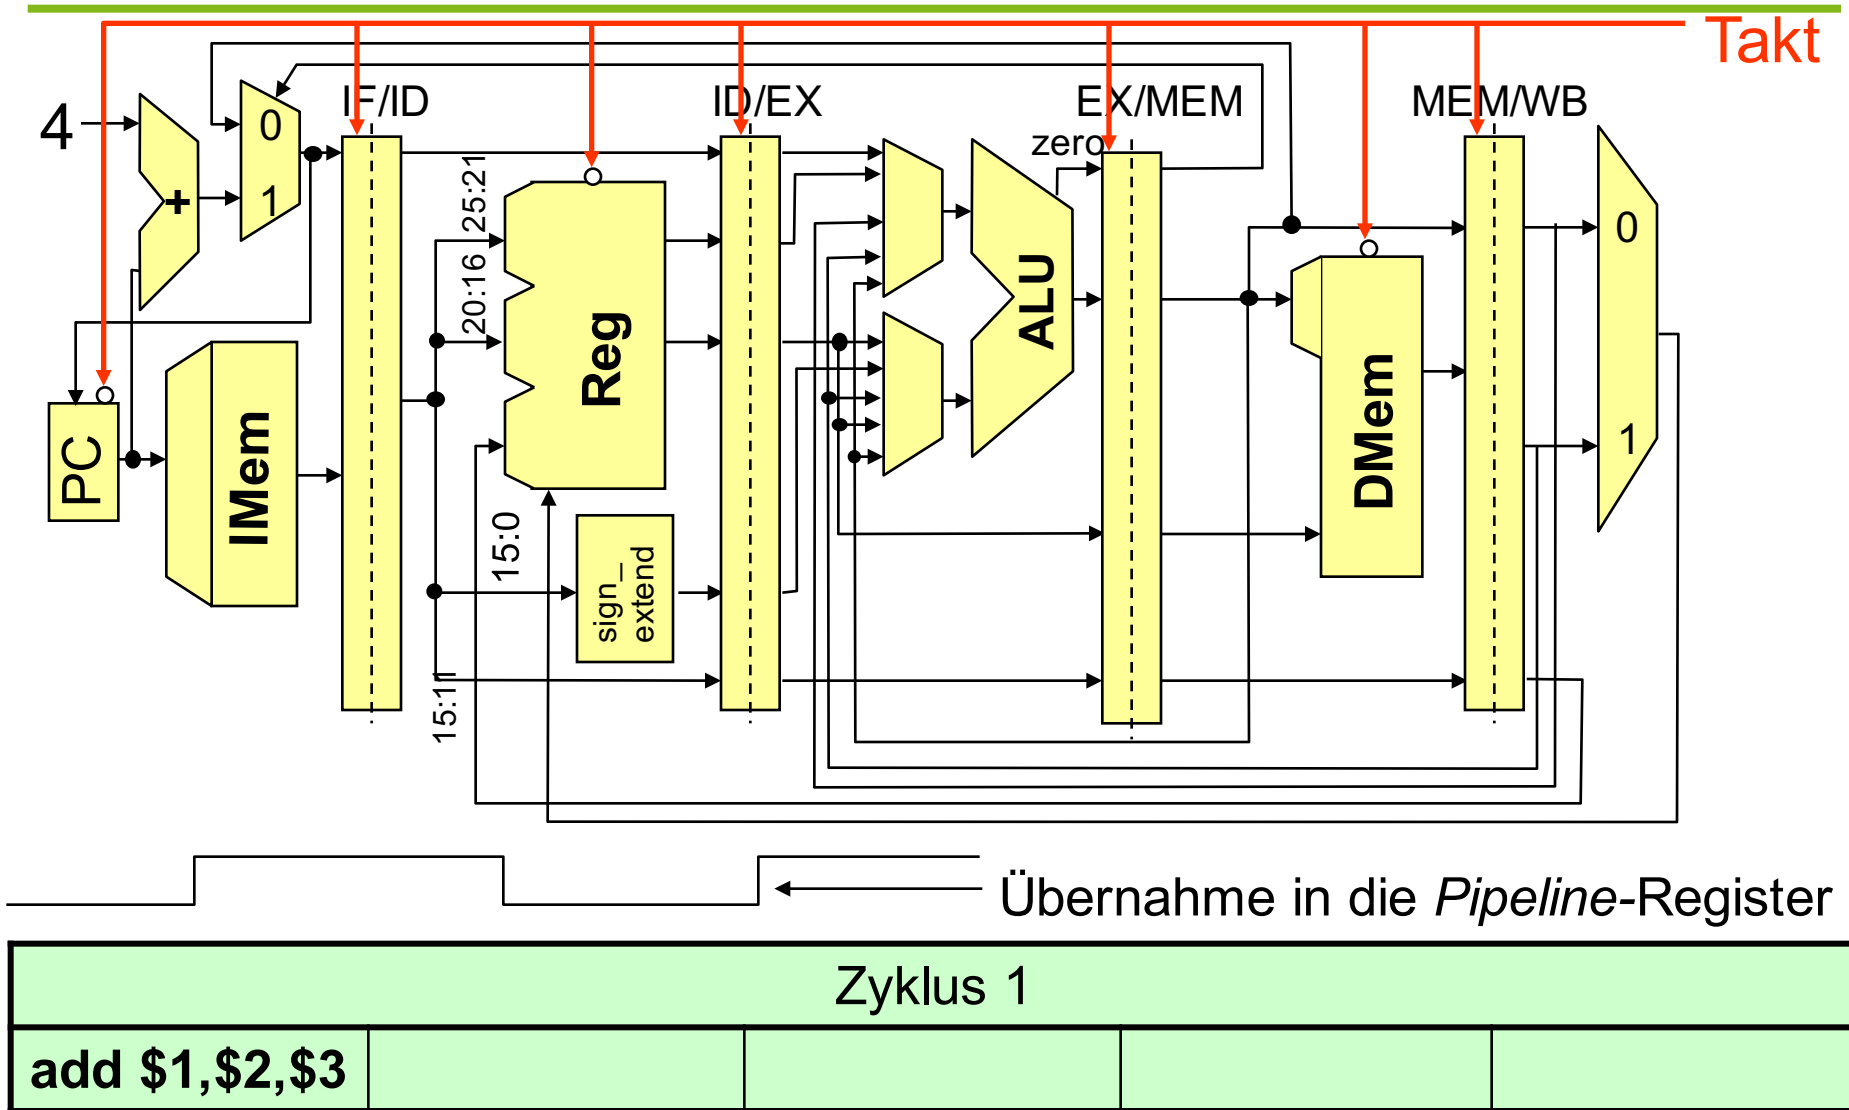 Takt
IF/ID
ID/EX
EX/MEM
MEM/WB
4
0
1
+
zero
25:21
20:16
15:0
15:11
PC
IMem
Reg
sign_
extend
ALU
DMem
0
1
Übernahme in die Pipeline-Register
Zyklus 1
add $1,$2,$3